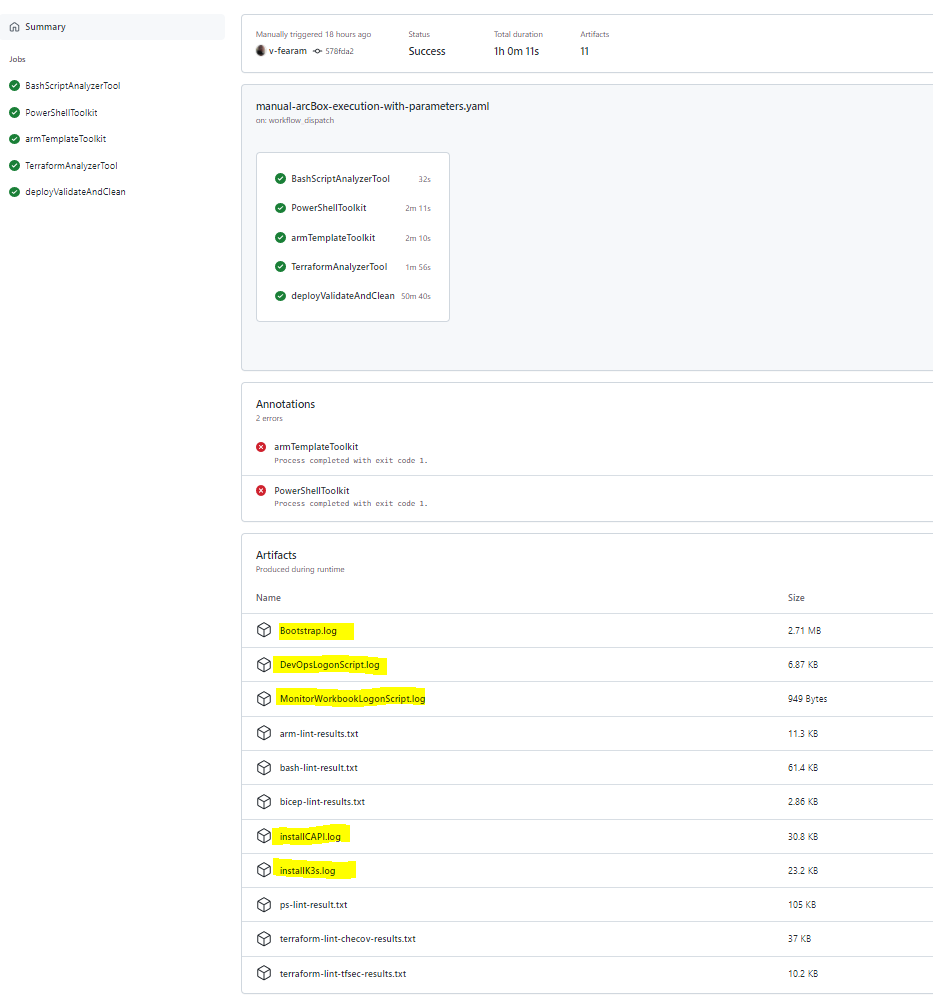 Summary
Jobs
BashScriptAnalyzerTool
PowerShellToolkit
armTemplateToolkit
TerraformAnalyzerTool
deployValidateAndClean
Manually triggered 18 hours ago Status Total duration Artifacts
v-fearam 578fda2 Success 1h 0m 11s 11
manual-arcBox-execution-with-parameters.yaml
on: workflow_dispatch
BashScriptAnalyzerTool 32s
PowerShellToolkit 2m 11s
armTemplateToolkit 2m 10s
TerraformAnalyzerTool 1m 56s
deployValidateAndClean 50m 40s
Annotations
2 errors
armTemplateToolkit
Process completed with exit code 1.
PowerShellToolkit
Process completed with exit code 1.
Artifacts
Produced during runtime
Name Size
Bootstrap.log 2.71 MB
DevOpsLogonScript.log 6.87 KB
MonitorWorkbookLogonScript.log 949 Bytes
arm-lint-results.txt 11.3 KB
bash-lint-result.txt 61.4 KB
bicep-lint-results.txt 2.86 KB
installCAPI.log 30.8 KB
installK3s.log 23.2 KB
ps-lint-result.txt 105 KB
terraform-lint-checov-results.txt 37 KB
terraform-lint-tfsec-results.txt 10.2 KB